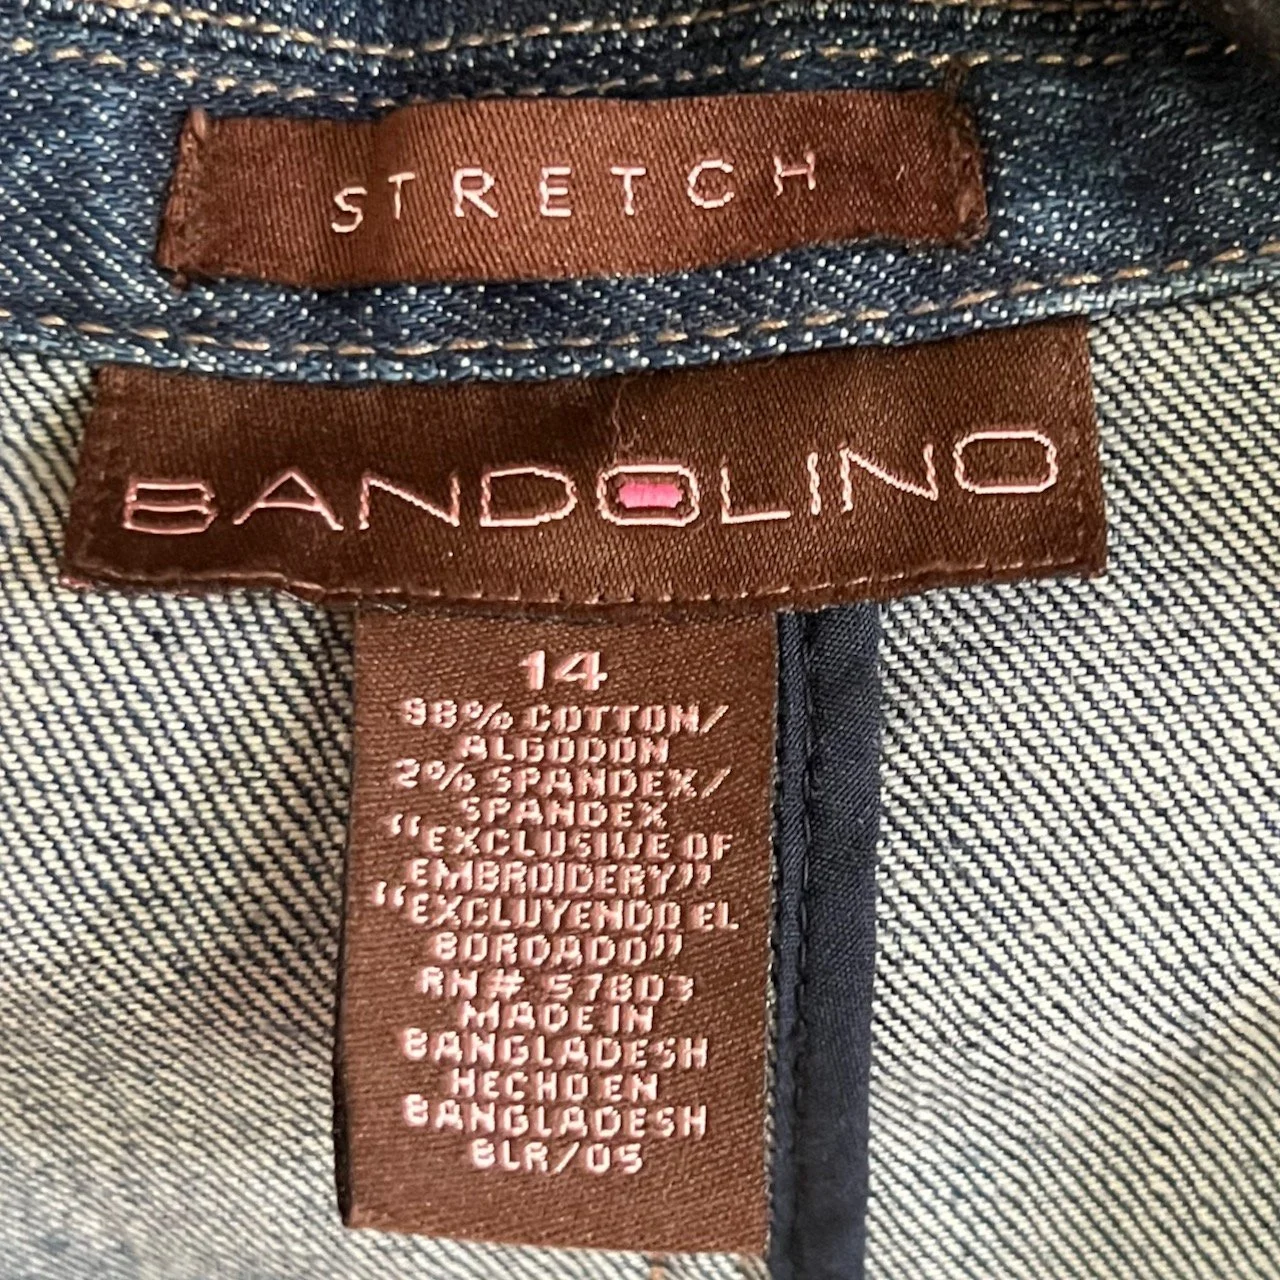 STRETCH
BANDOLINO
14
98% COTTON/
ALGODON
2% SPANDEX/
SPANDEX
"EXCLUSIVE OF
EMBROIDERY"
"EXCLUYENDO EL
BORDADO"
RN# 57803
MADE IN
BANGLADESH
HECHO EN
BANGLADESH
BLR/05